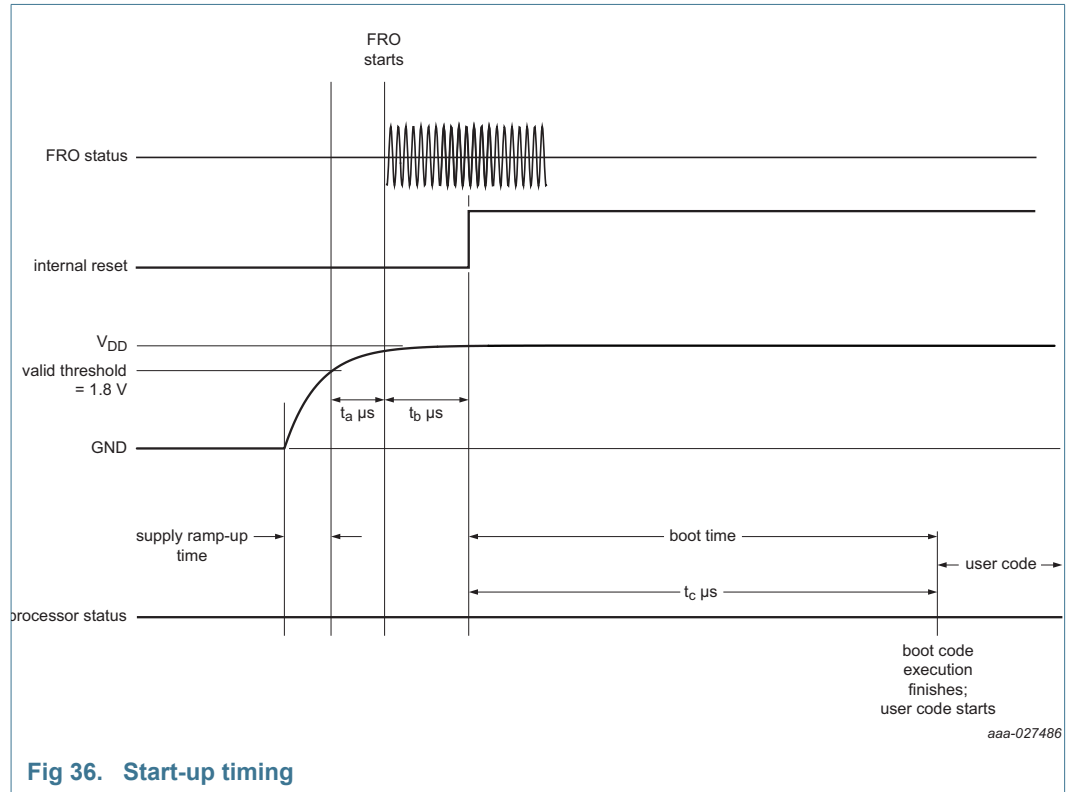 FRO
starts
FRO status
internal reset
VDD
valid threshold
= 1.8 V
ta μs
tb μs
GND
supply ramp-up
time
boot time
user code
tc μs
processor status
boot code
execution
finishes;
user code starts
aaa-027486
Fig 36. Start-up timing